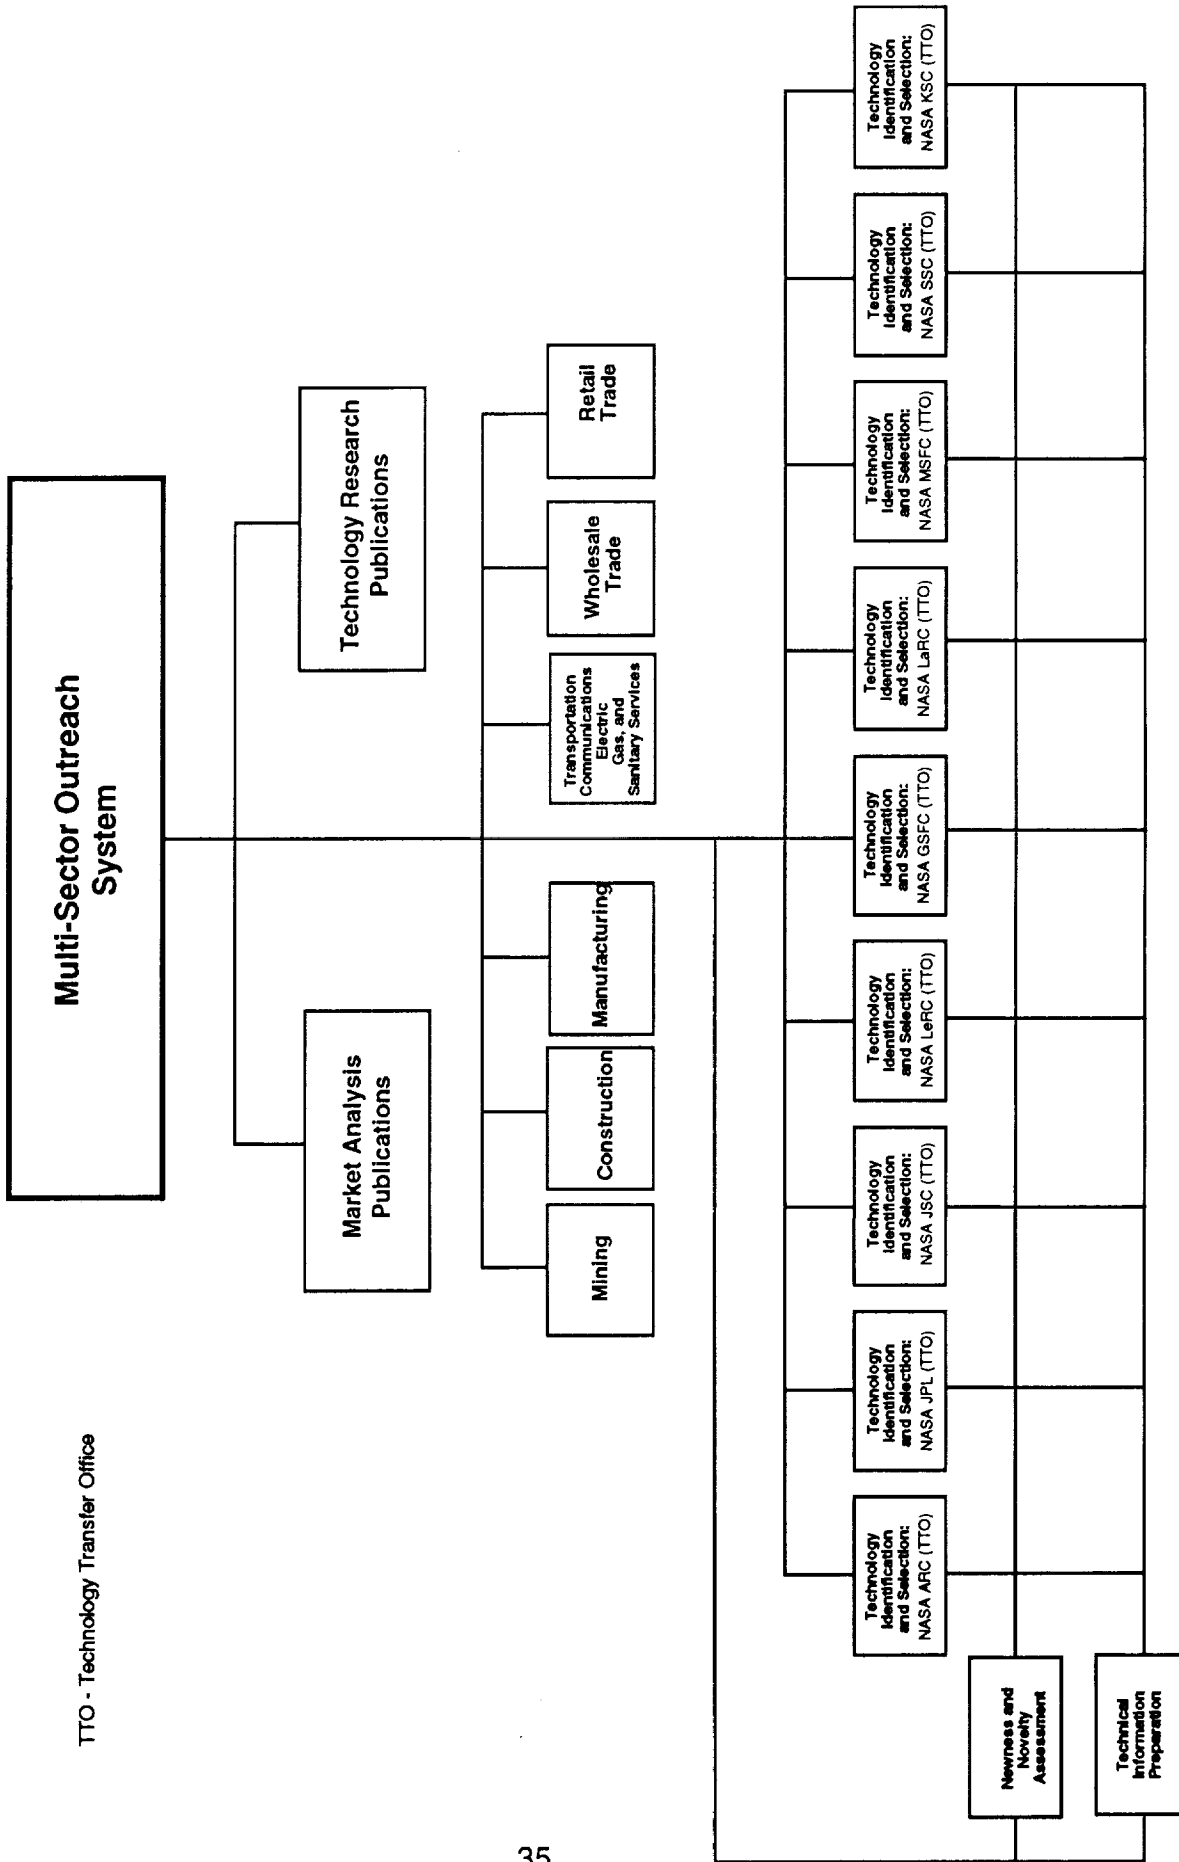 TTO - Technology Transfer Office
Multi-Sector Outreach
System
Market Analysis
Publications
Technology Research
Publications
Mining
Construction
Manufacturing
Transportation
Communications
Electric
Gas, and
Sanitary Services
Wholesale
Trade
Retail
Trade
Technology
Identification
and Selection:
NASA ARC (TTO)
Technology
Identification
and Selection:
NASA JPL (TTO)
Technology
Identification
and Selection:
NASA JSC (TTO)
Technology
Identification
and Selection:
NASA LeRC (TTO)
Technology
Identification
and Selection:
NASA GSFC (TTO)
Technology
Identification
and Selection:
NASA LaRC (TTO)
Technology
Identification
and Selection:
NASA MSFC (TTO)
Technology
Identification
and Selection:
NASA SSC (TTO)
Technology
Identification
and Selection:
NASA KSC (TTO)
Newness and
Novelty
Assessment
Technical
Information
Preparation
35